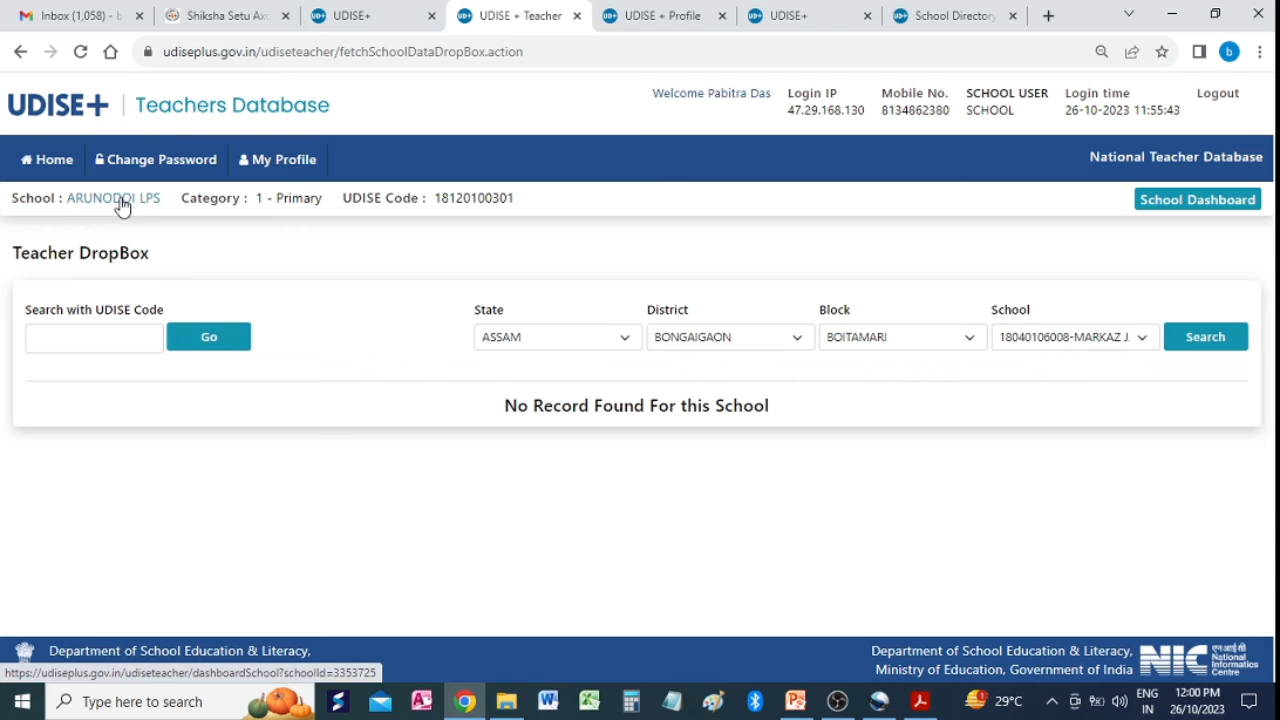 Inbox (1,058) - b
Shiksha Setu Axo
UDISE+
UDISE + Teacher
UDISE + Profile
UDISE+
School Directory
udiseplus.gov.in/udiseteacher/fetchSchoolDataDropBox.action
b
UDISE+ Teachers Database
Welcome Pabitra Das
Login IP
47.29.168.130
Mobile No.
8134862380
SCHOOL USER
SCHOOL
Login time
26-10-2023 11:55:43
Logout
Home Change Password My Profile
National Teacher Database
School : ARUNODOI LPS Category : 1 - Primary UDISE Code : 18120100301
School Dashboard
Teacher DropBox
Search with UDISE Code
Go
State
ASSAM
District
BONGAIGAON
Block
BOITAMARI
School
18040106008-MARKAZ J.
Search
No Record Found For this School
Department of School Education & Literacy,
https://udiseplus.gov.in/udiseteacher/dashboardSchool?schoolId=3353725
Department of School Education & Literacy,
Ministry of Education, Government of India
NIC
एन आई सी
National
Informatics
Centre
Type here to search
29°C
ENG
IN
12:00 PM
26/10/2023